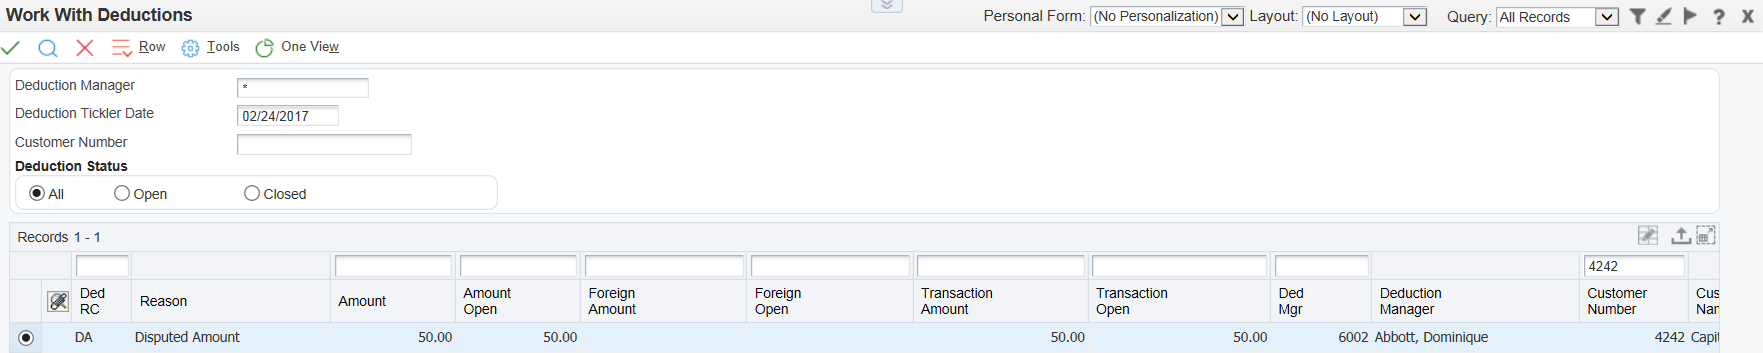 Work With Deductions
Personal Form: (No Personalization) Layout: (No Layout) Query: All Records
Row Tools One View
Deduction Manager *
Deduction Tickler Date 02/24/2017
Customer Number
Deduction Status
All Open Closed
Records 1 - 1
4242
Ded RC Reason Amount Amount Open Foreign Amount Foreign Open Transaction Amount Transaction Open Ded Mgr Deduction Manager Customer Number Cus Nan
DA Disputed Amount 50.00 50.00 50.00 50.00 6002 Abbott, Dominique 4242 Capi